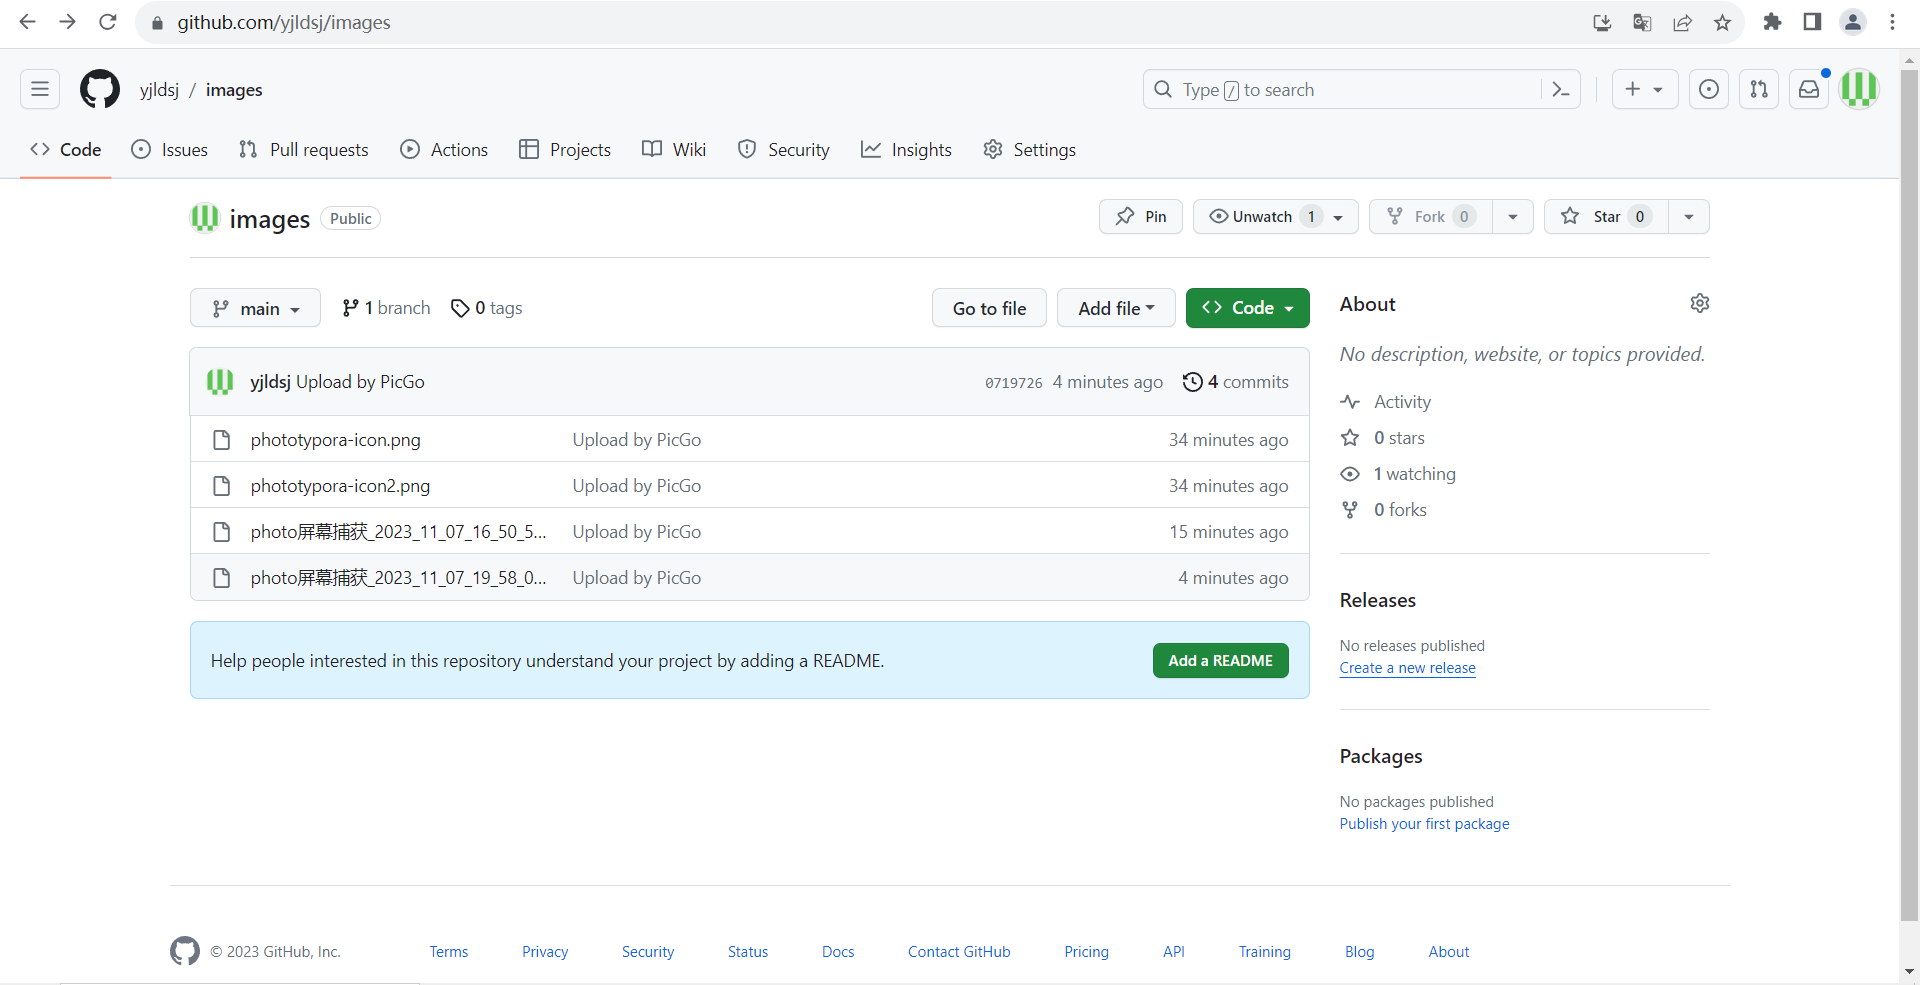 github.com/yjldsj/images
yjldsj / images
Type / to search
Code Issues Pull requests Actions Projects Wiki Security Insights Settings
images Public
Pin Unwatch 1 Fork 0 Star 0
main 1 branch 0 tags Go to file Add file Code
yjldsj Upload by PicGo 0719726 4 minutes ago 4 commits
phototypora-icon.png Upload by PicGo 34 minutes ago
phototypora-icon2.png Upload by PicGo 34 minutes ago
photo屏幕捕获_2023_11_07_16_50_5... Upload by PicGo 15 minutes ago
photo屏幕捕获_2023_11_07_19_58_0... Upload by PicGo 4 minutes ago
Help people interested in this repository understand your project by adding a README. Add a README
About
No description, website, or topics provided.
Activity
0 stars
1 watching
0 forks
Releases
No releases published
Create a new release
Packages
No packages published
Publish your first package
© 2023 GitHub, Inc. Terms Privacy Security Status Docs Contact GitHub Pricing API Training Blog About